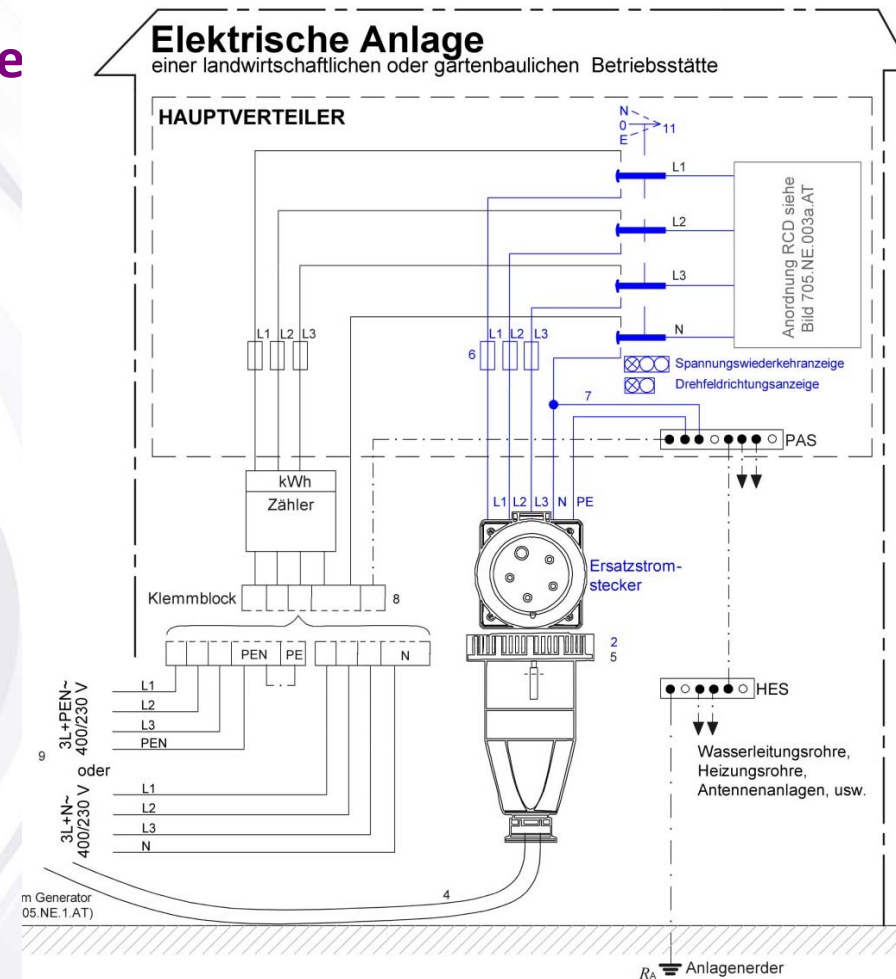 e
Elektrische Anlage
einer landwirtschaftlichen oder gartenbaulichen Betriebsstätte
HAUPTVERTEILER
N
0
E
11
L1
L2
L3
N
Anordnung RCD siehe
Bild 705.NE.003a.AT
L1 L2 L3
6
L1 L2 L3
Spannungswiederkehranzeige
Drehfeldrichtungsanzeige
7
PAS
kWh
Zähler
L1 L2 L3 N PE
Ersatzstrom-
stecker
Klemmblock
8
2
5
PEN PE
N
HES
3L+PEN~
400/230 V
L1
L2
L3
PEN
9
oder
3L+N~
400/230 V
L1
L2
L3
N
Wasserleitungsrohre,
Heizungsrohre,
Antennenanlagen, usw.
4
m Generator
05.NE.1.AT)
RA
Anlagenerder